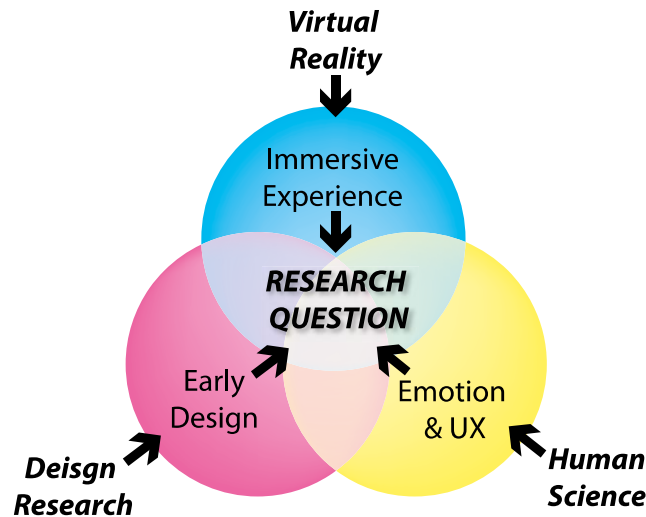 Virtual
Reality
Immersive
Experience
RESEARCH
QUESTION
Early
Design
Emotion
& UX
Deisgn
Research
Human
Science